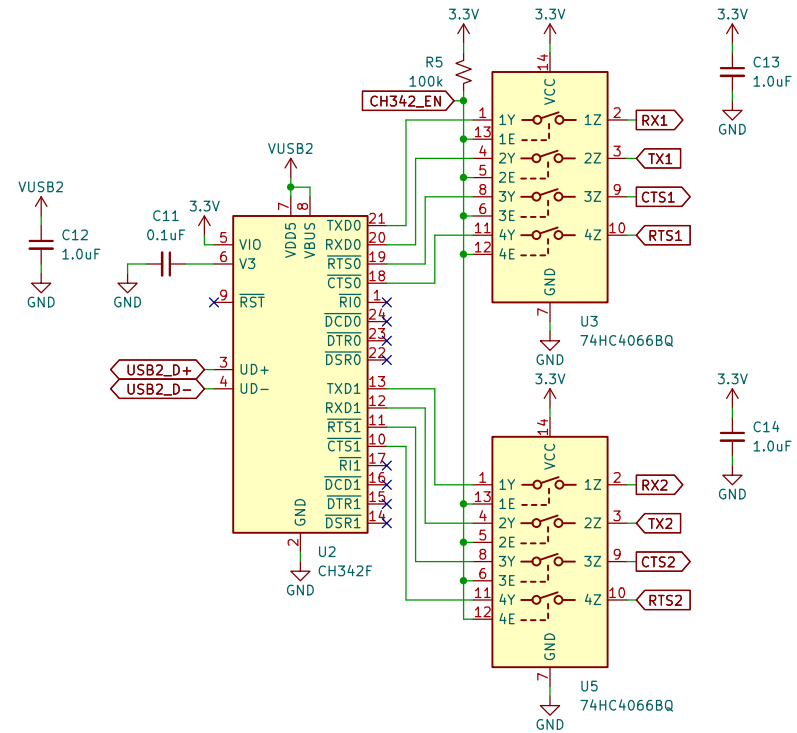 3.3V 3.3V 3.3V
R5
100k
C13
1.0uF
GND
CH342_EN
14
VCC
1 1Y 1Z 2 RX1
13 1E
4 2Y 2Z 3 TX1
5 2E
8 3Y 3Z 9 CTS1
6 3E
11 4Y 4Z 10 RTS1
12 4E
GND
7
GND
U3
74HC4066BQ
VUSB2
C12
1.0uF
GND
C11
0.1uF
GND
3.3V
VUSB2
7 8
VDD5 VBUS
5 VIO
6 V3
9 RST
USB2_D+ 3 UD+
USB2_D- 4 UD-
TXD0 21
RXD0 20
RTS0 19
CTS0 18
RI0 1
DCD0 24
DTR0 23
DSR0 22
TXD1 13
RXD1 12
RTS1 11
CTS1 10
RI1 17
DCD1 16
DTR1 15
DSR1 14
GND
2
GND
U2
CH342F
3.3V 3.3V
C14
1.0uF
GND
14
VCC
1 1Y 1Z 2 RX2
13 1E
4 2Y 2Z 3 TX2
5 2E
8 3Y 3Z 9 CTS2
6 3E
11 4Y 4Z 10 RTS2
12 4E
GND
7
GND
U5
74HC4066BQ